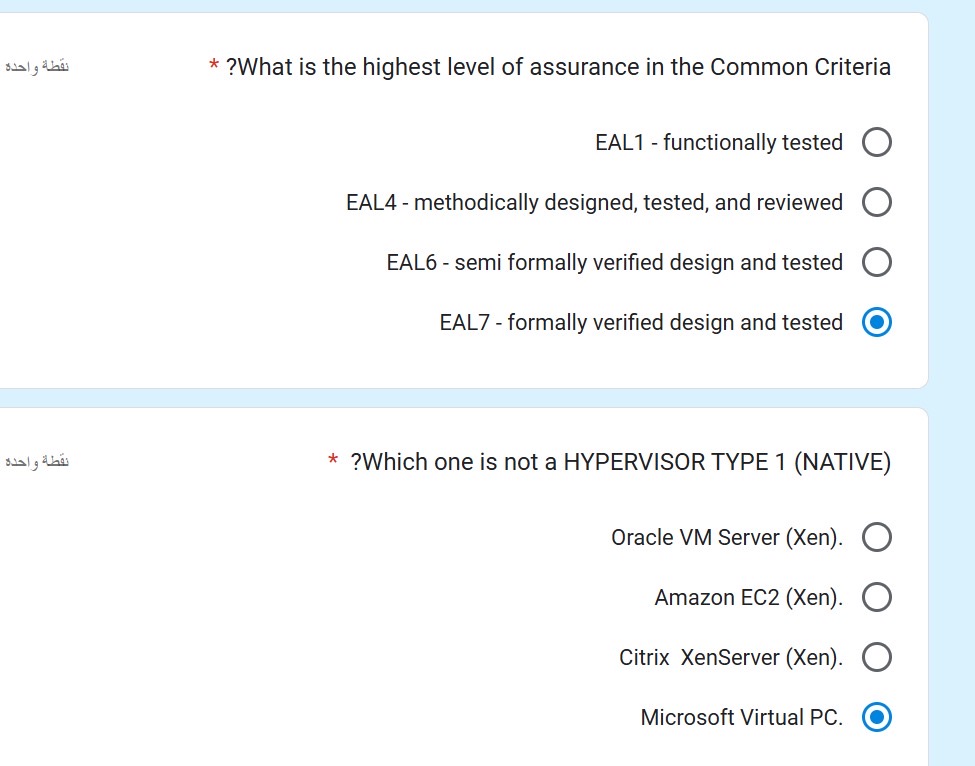 ?What is the highest level of assurance in the Common Criteria *
نقطة واحدة
EAL1 - functionally tested
EAL4 - methodically designed, tested, and reviewed
EAL6 - semi formally verified design and tested
EAL7 - formally verified design and tested
?Which one is not a HYPERVISOR TYPE 1 (NATIVE) *
نقطة واحدة
Oracle VM Server (Xen).
Amazon EC2 (Xen).
Citrix XenServer (Xen).
Microsoft Virtual PC.